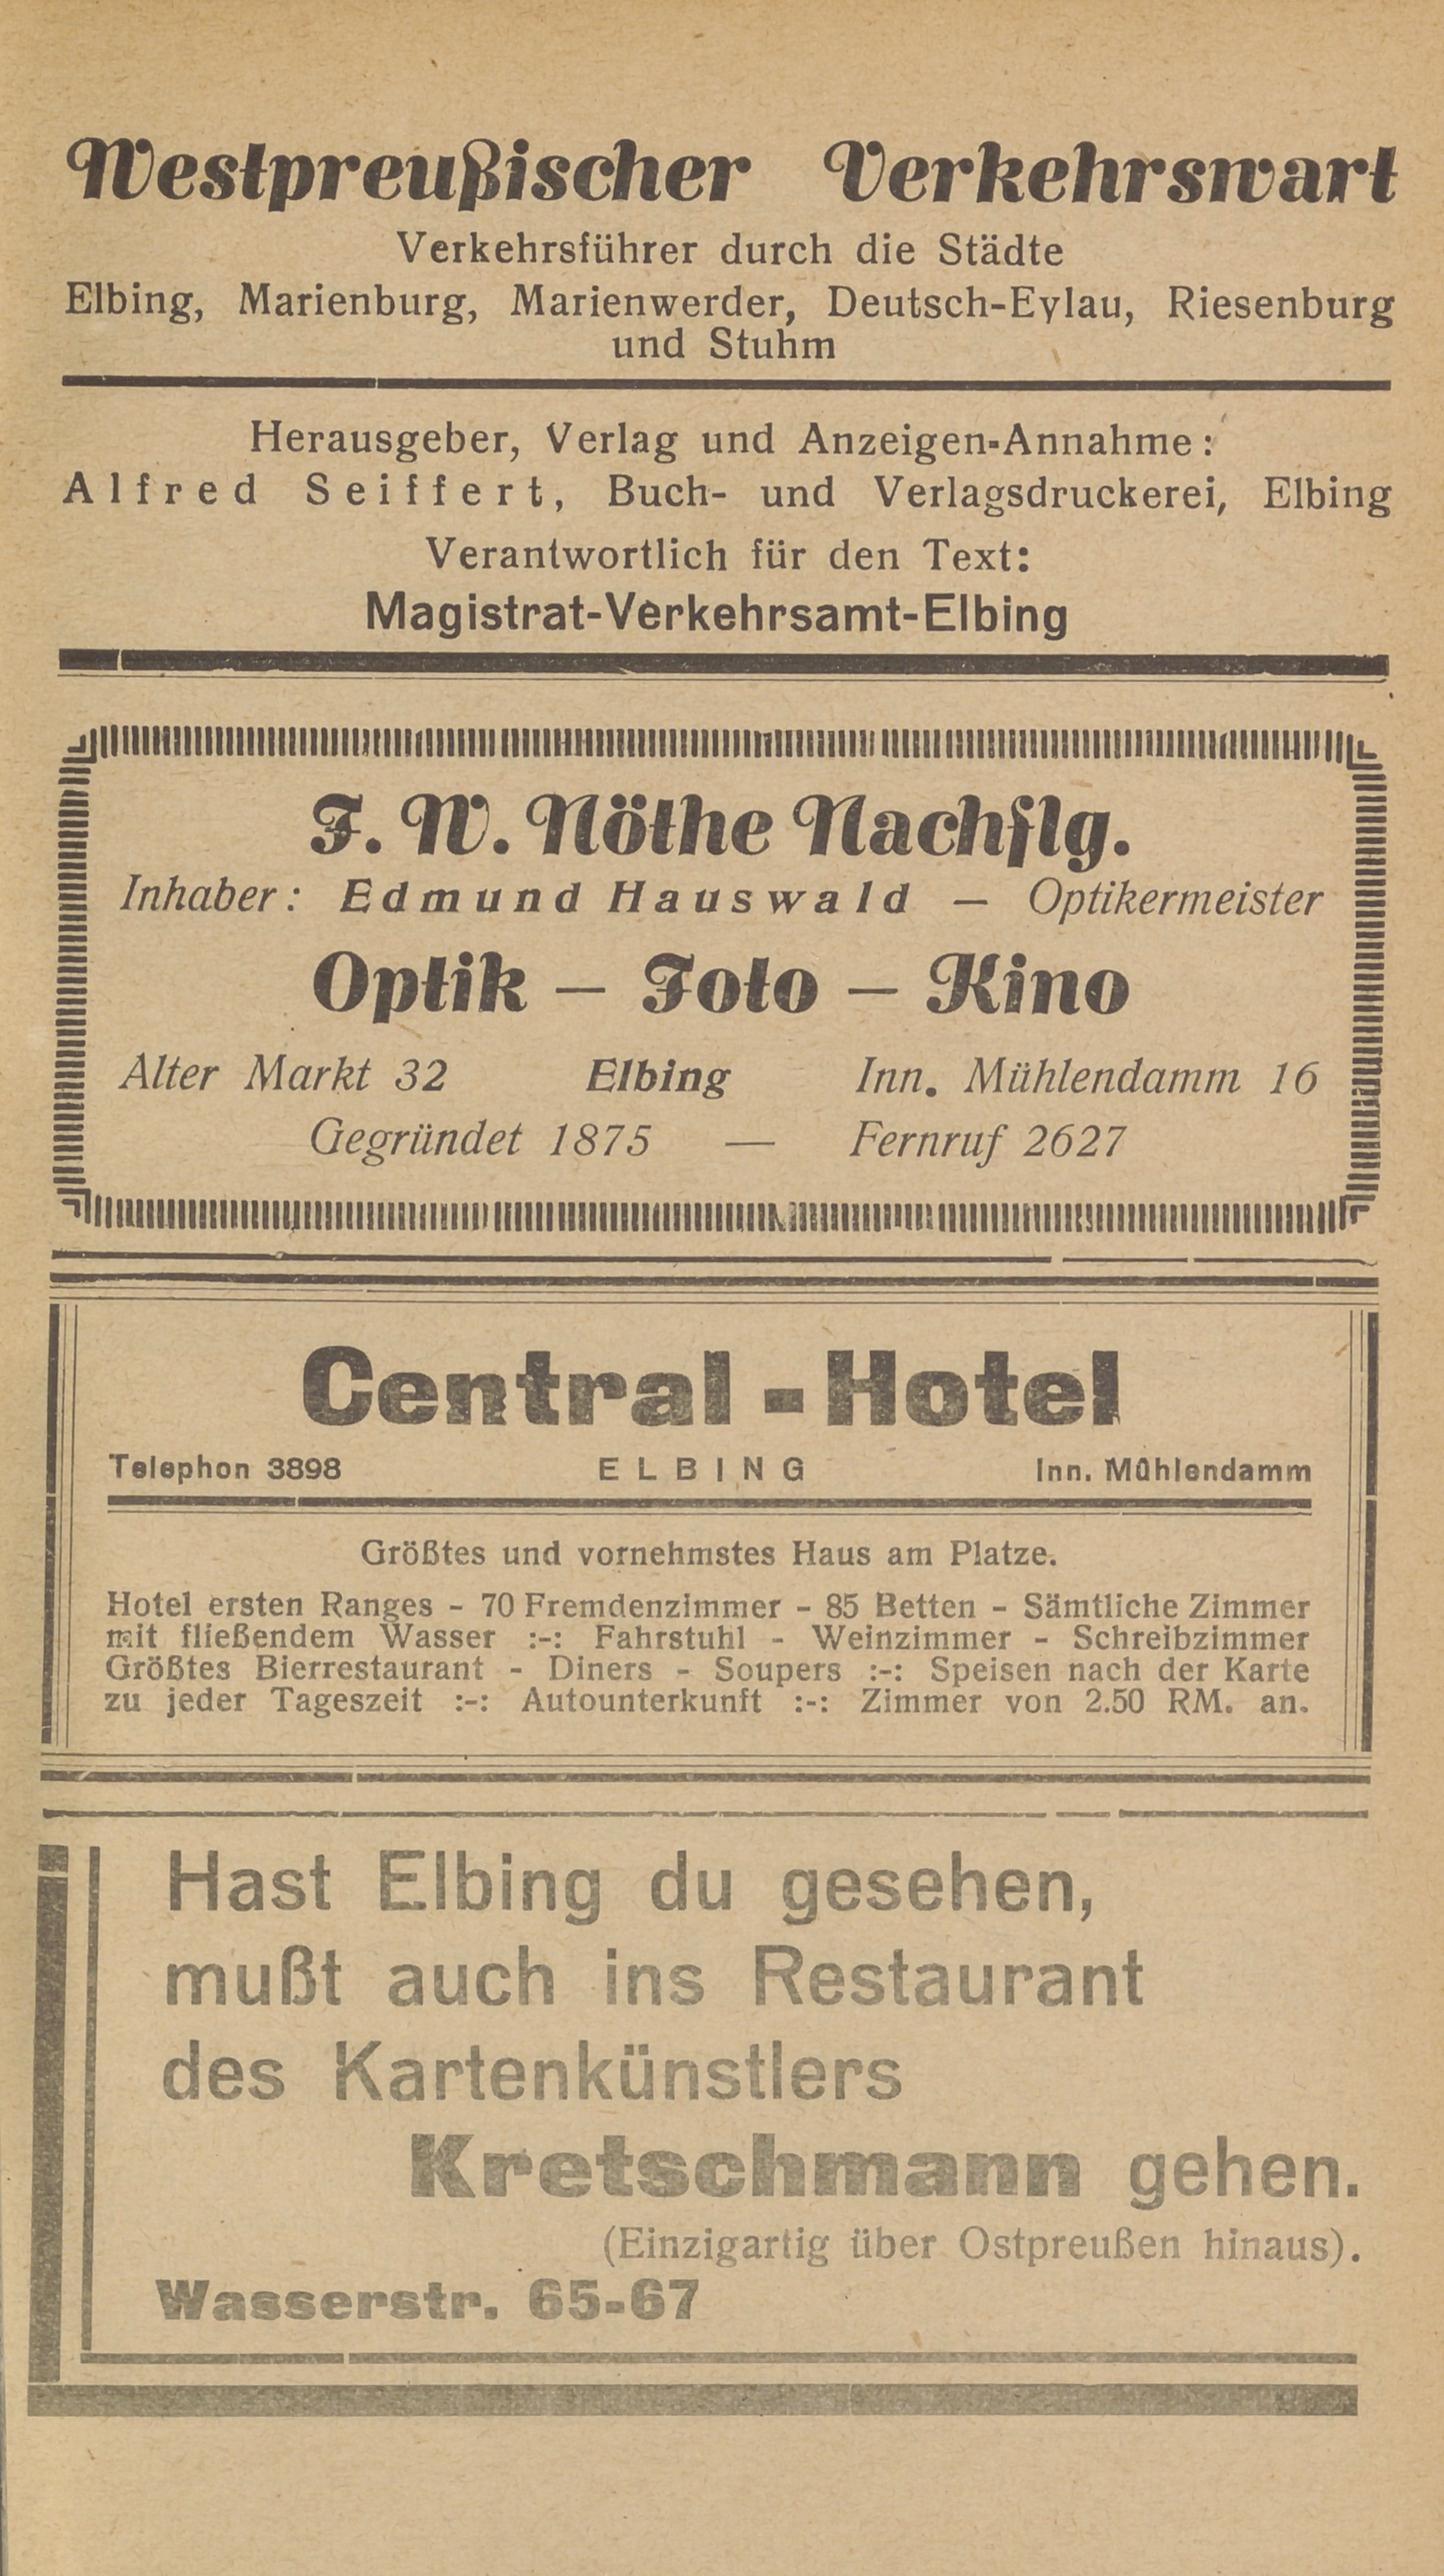 Westpreußischer Verkehrswart
Verkehrsführer durch die Städte
Elbing, Marienburg, Marienwerder, Deutsch-Eylau, Riesenburg
und Stuhm
Herausgeber, Verlag und Anzeigen-Annahme:
Alfred Seiffert, Buch- und Verlagsdruckerei, Elbing
Verantwortlich für den Text:
Magistrat-Verkehrsamt-Elbing
F. W. Nöthe Nachflg.
Inhaber: Edmund Hauswald — Optikermeister
Optik — Foto — Kino
Alter Markt 32 Elbing Inn. Mühlendamm 16
Gegründet 1875 — Fernruf 2627
Central-Hotel
Telephon 3898 ELBING Inn. Mühlendamm
Größtes und vornehmstes Haus am Platze.
Hotel ersten Ranges - 70 Fremdenzimmer - 85 Betten - Sämtliche Zimmer
mit fließendem Wasser :-: Fahrstuhl - Weinzimmer - Schreibzimmer
Größtes Bierrestaurant - Diners - Soupers :-: Speisen nach der Karte
zu jeder Tageszeit :-: Autounterkunft :-: Zimmer von 2.50 RM. an.
Hast Elbing du gesehen,
mußt auch ins Restaurant
des Kartenkünstlers
Kretschmann gehen.
(Einzigartig über Ostpreußen hinaus).
Wasserstr. 65-67